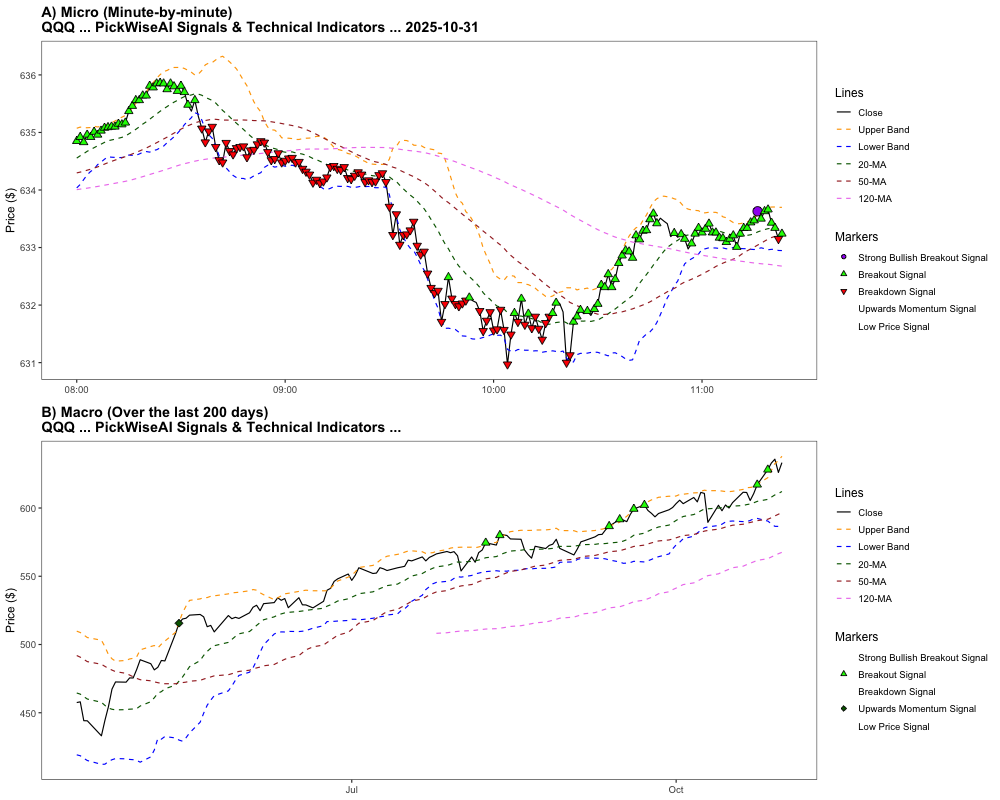 A) Micro (Minute-by-minute)
QQQ ... PickWiseAI Signals & Technical Indicators ... 2025-10-31
Price ($)
636
635
634
633
632
631
08:00
09:00
10:00
11:00
Lines
Close
Upper Band
Lower Band
20-MA
50-MA
120-MA
Markers
Strong Bullish Breakout Signal
Breakout Signal
Breakdown Signal
Upwards Momentum Signal
Low Price Signal
B) Macro (Over the last 200 days)
QQQ ... PickWiseAI Signals & Technical Indicators ...
Price ($)
600
550
500
450
Jul
Oct
Lines
Close
Upper Band
Lower Band
20-MA
50-MA
120-MA
Markers
Strong Bullish Breakout Signal
Breakout Signal
Breakdown Signal
Upwards Momentum Signal
Low Price Signal